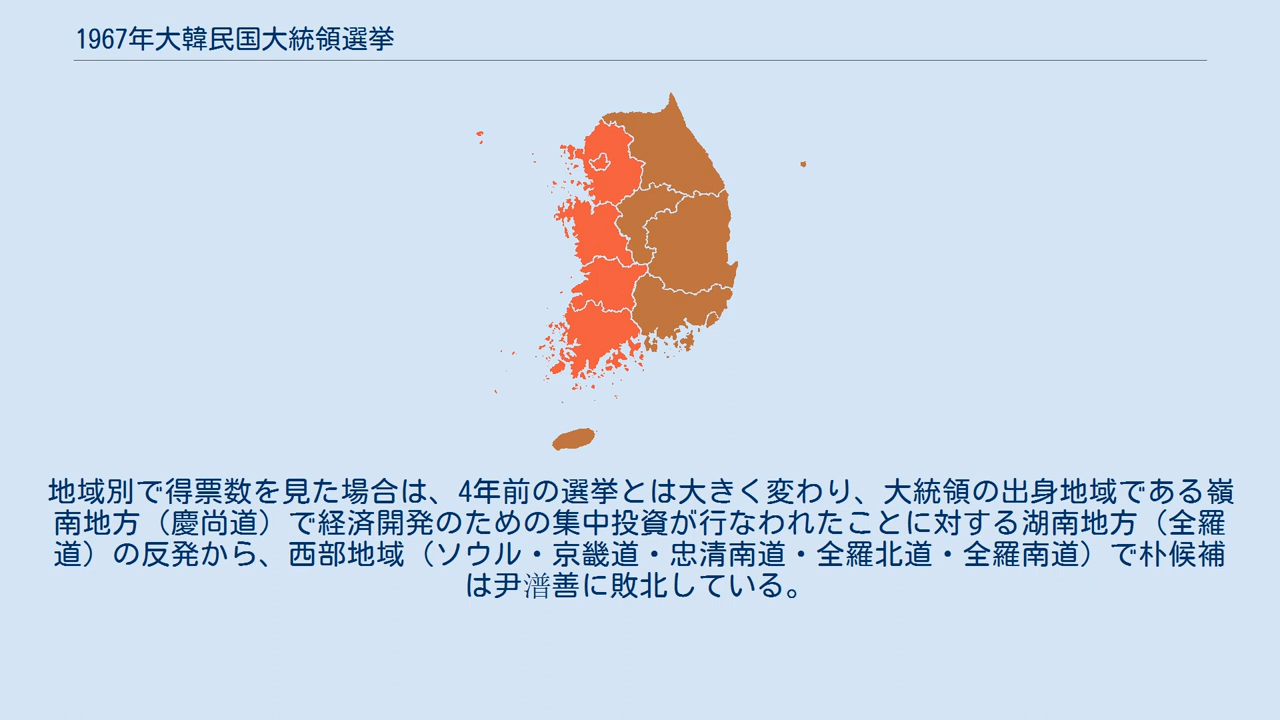 1967年大韓民国大統領選挙
地域別で得票数を見た場合は、4年前の選挙とは大きく変わり、大統領の出身地域である嶺
南地方（慶尚道）で経済開発のための集中投資が行なわれたことに対する湖南地方（全羅
道）の反発から、西部地域（ソウル・京畿道・忠清南道・全羅北道・全羅南道）で朴候補
は尹潽善に敗北している。